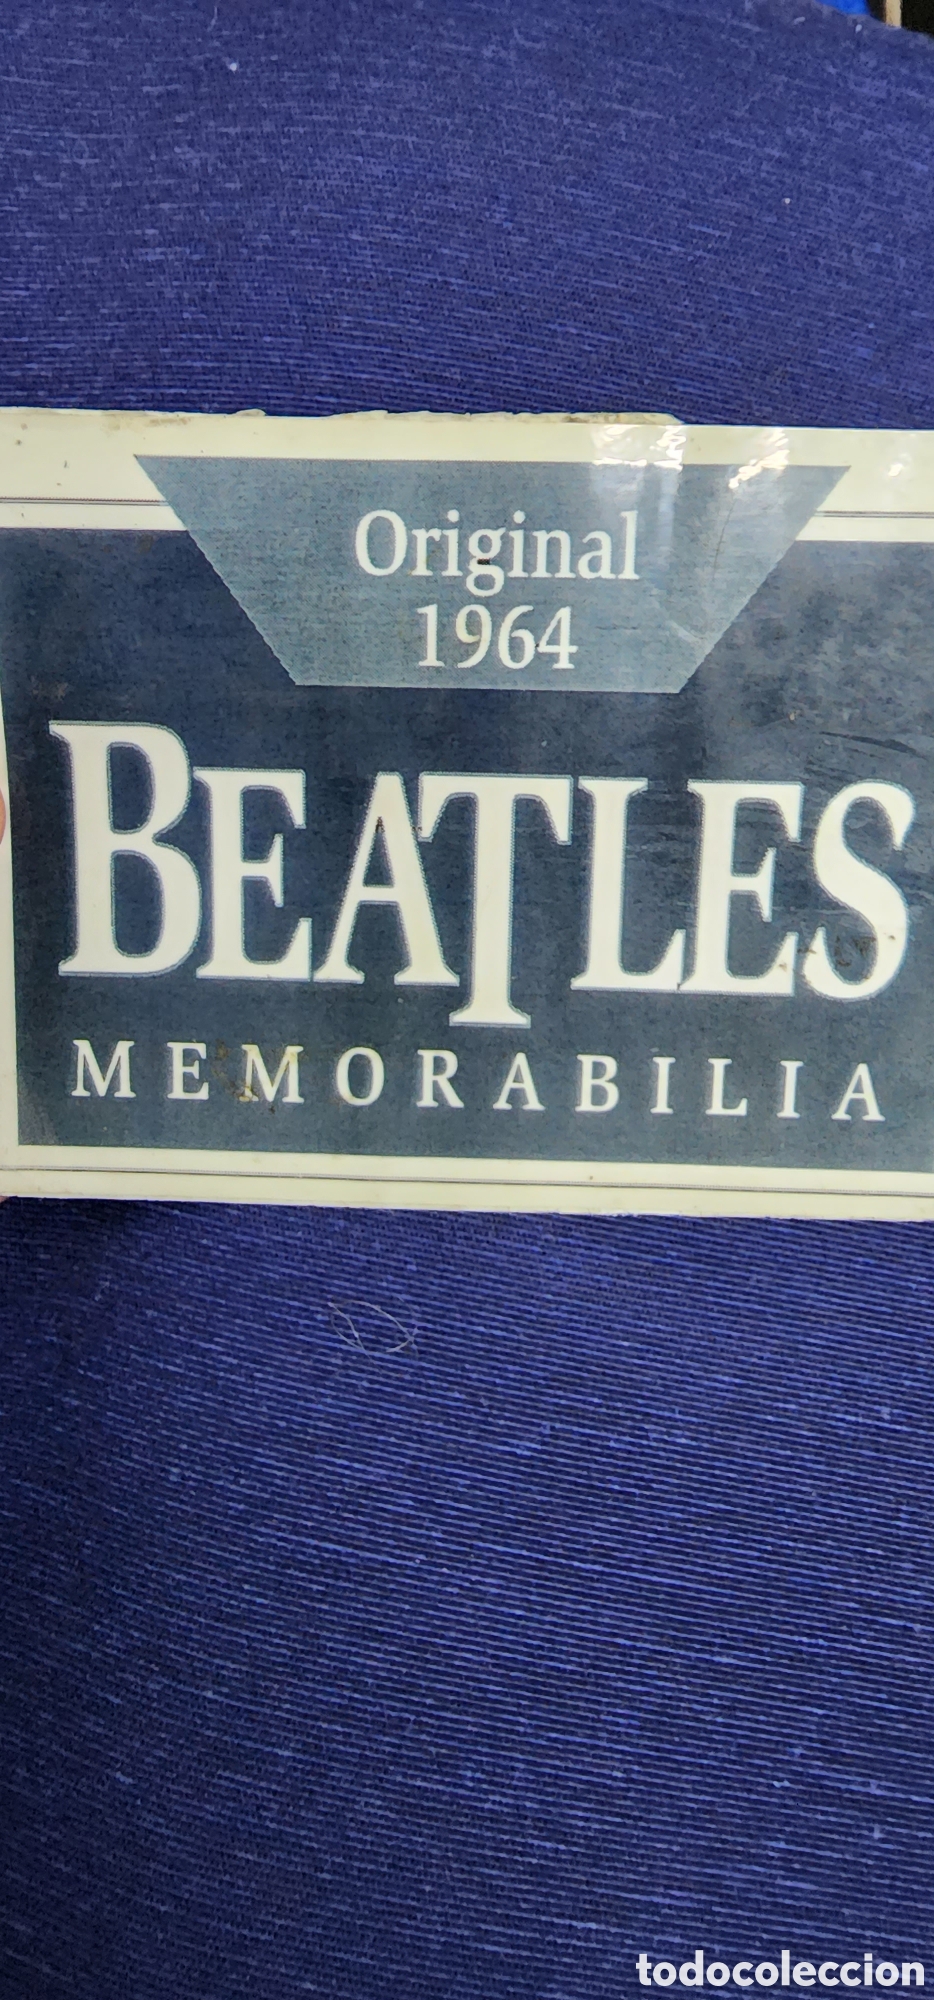 Original
1964
BEATLES
MEMORABILIA
todocoleccion